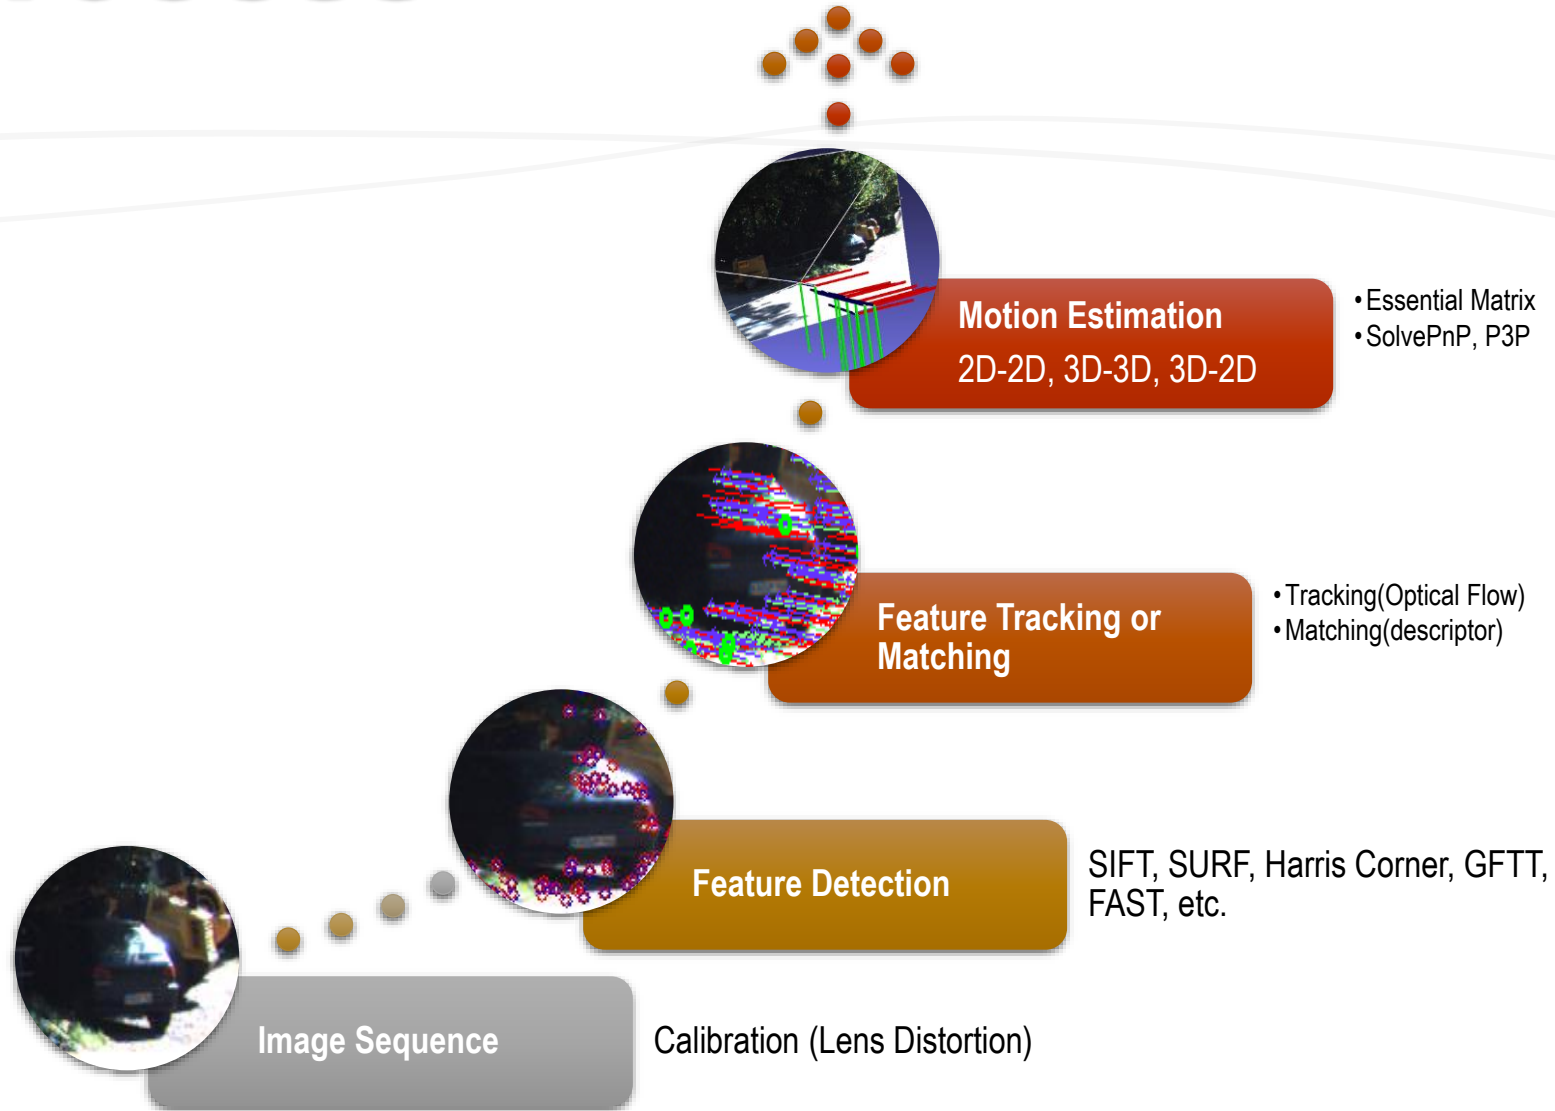 Motion Estimation
2D-2D, 3D-3D, 3D-2D
• Essential Matrix
• SolvePnP, P3P
Feature Tracking or
Matching
• Tracking(Optical Flow)
• Matching(descriptor)
Feature Detection
SIFT, SURF, Harris Corner, GFTT,
FAST, etc.
Image Sequence
Calibration (Lens Distortion)